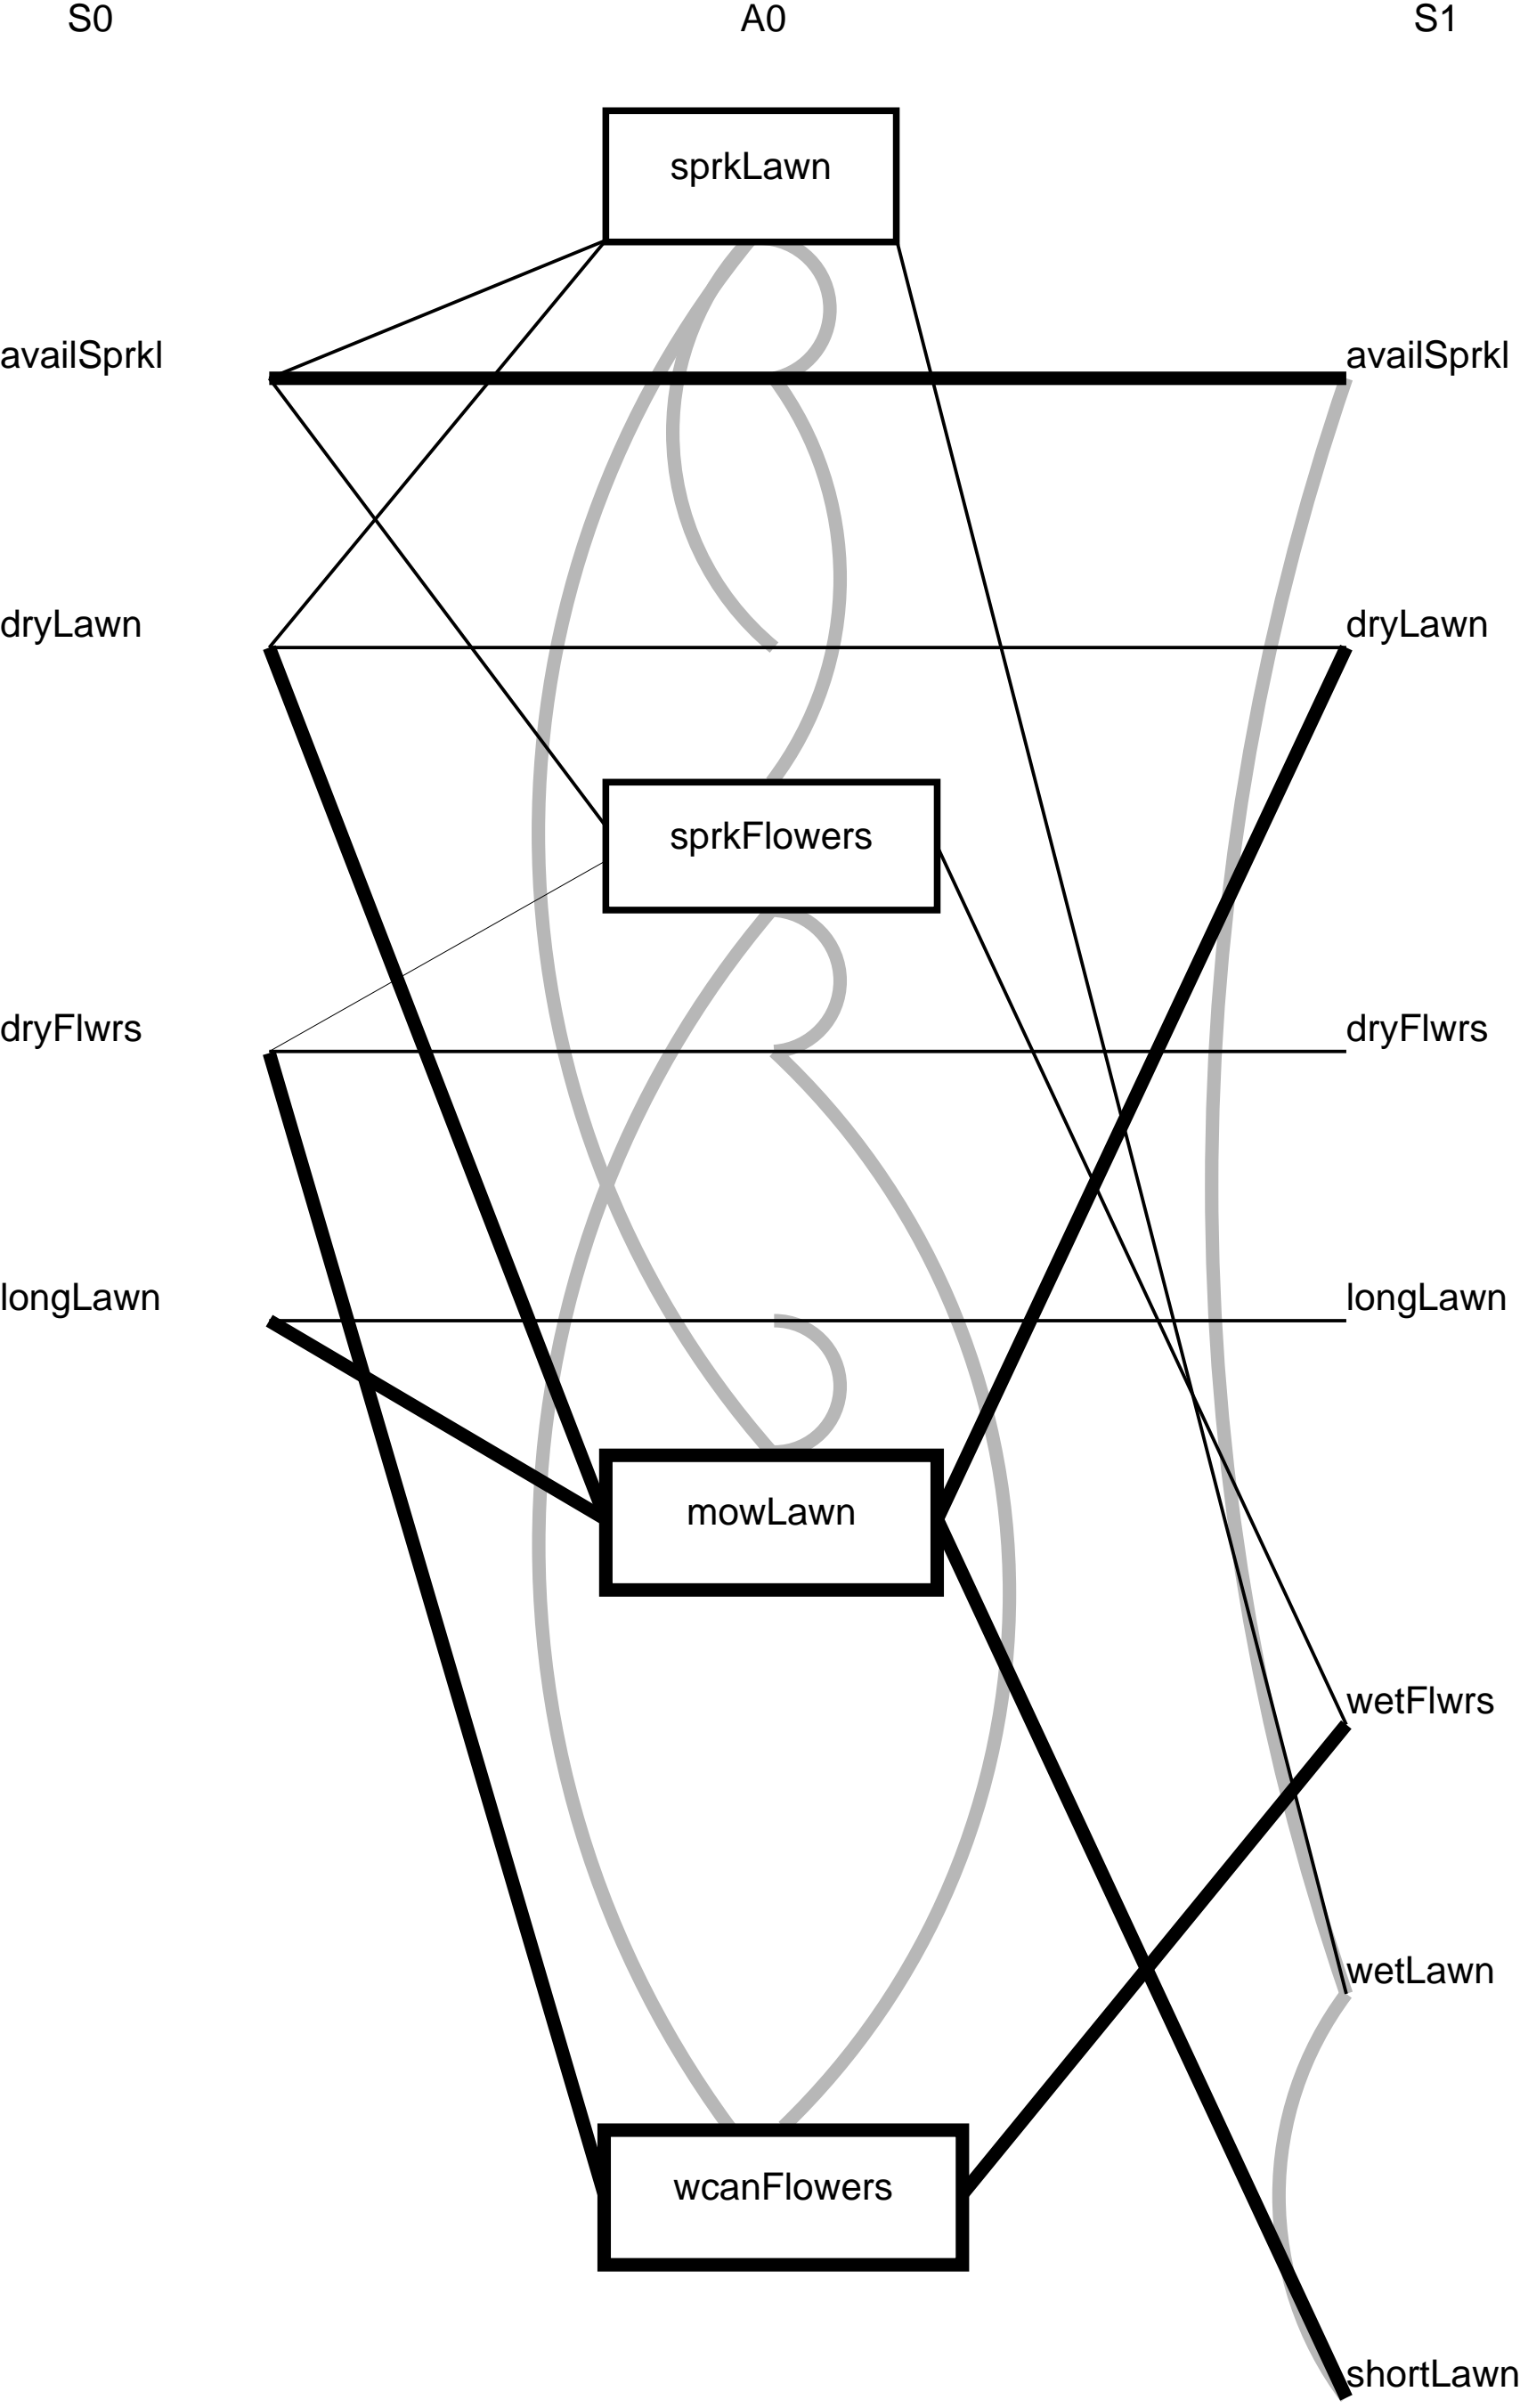 S0 A0 S1
sprkLawn
availSprkl availSprkl
dryLawn dryLawn
sprkFlowers
dryFlwrs dryFlwrs
longLawn longLawn
mowLawn
wetFlwrs
wetLawn
wcanFlowers
shortLawn